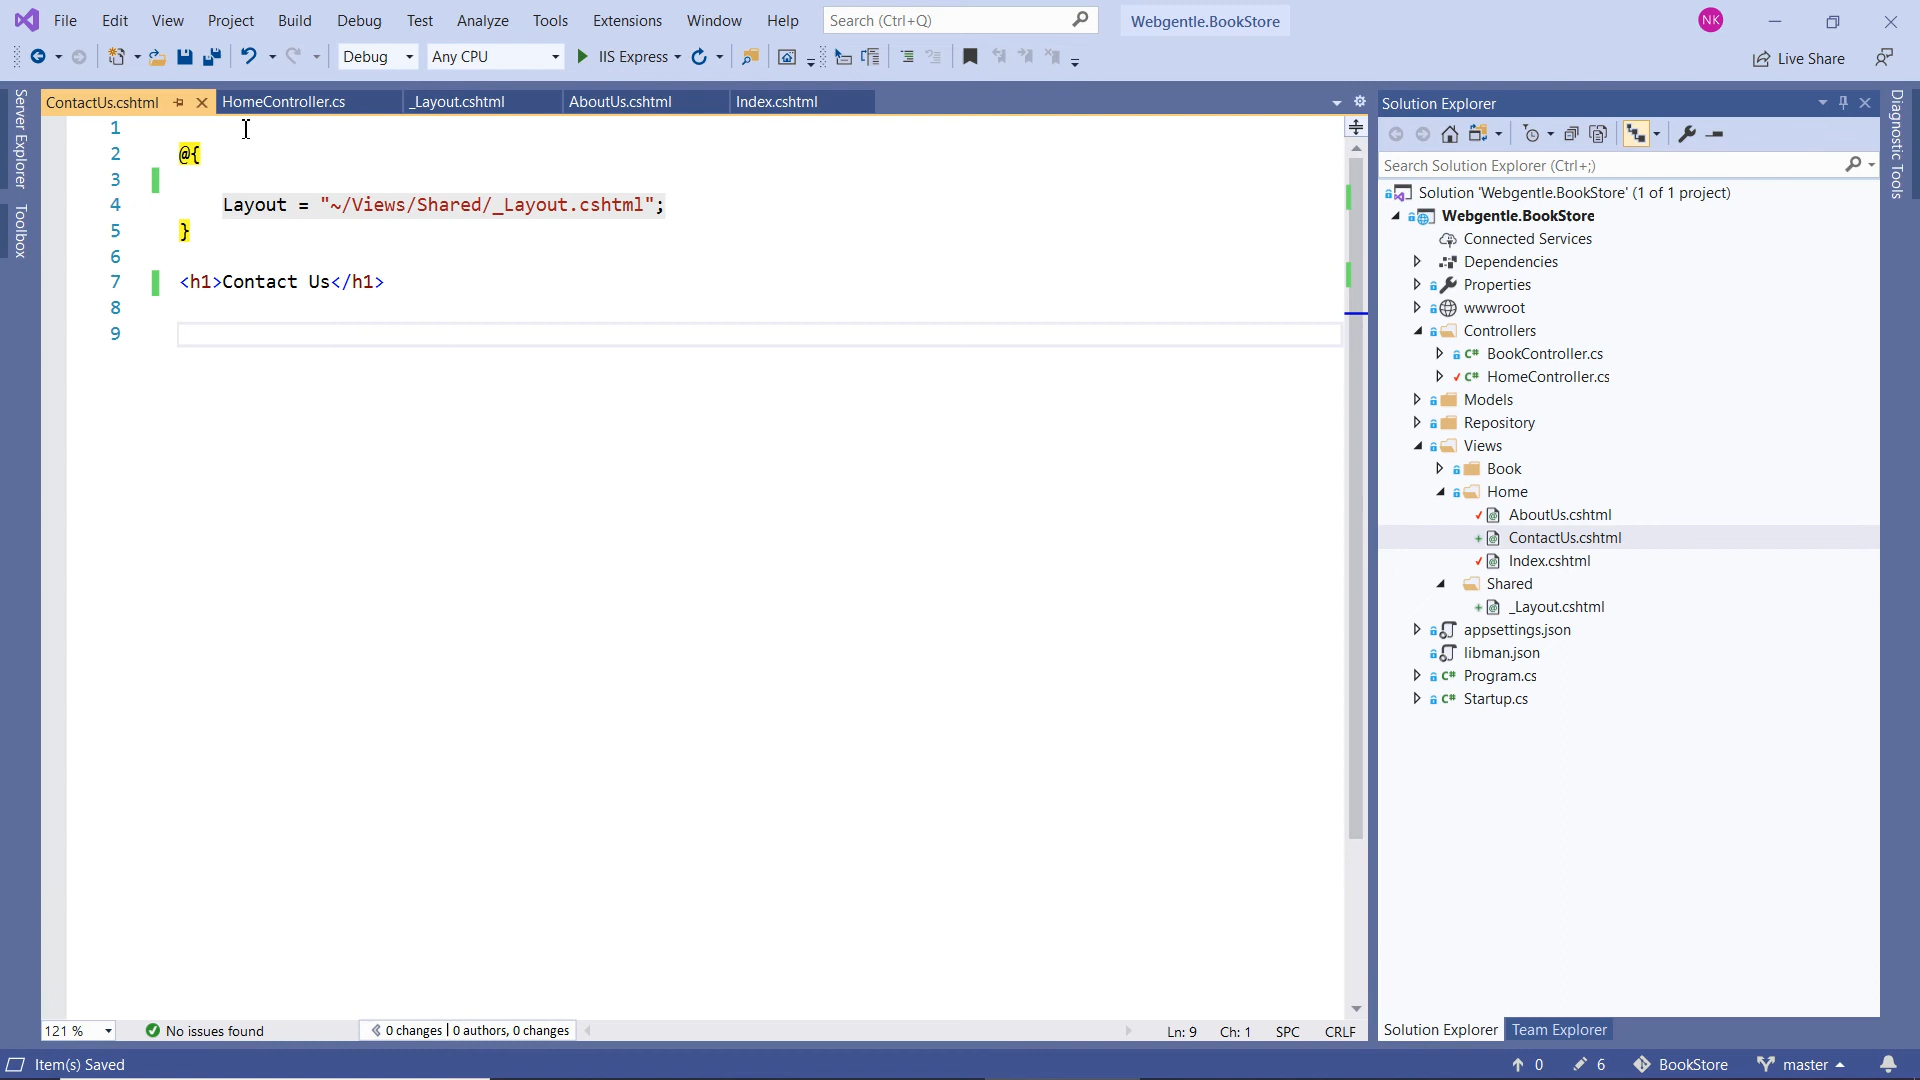 File Edit View Project Build Debug Test Analyze Tools Extensions Window Help Search (Ctrl+Q) Webgentle.BookStore NK
Debug Any CPU IIS Express Live Share
Server Explorer
Toolbox
ContactUs.cshtml HomeController.cs _Layout.cshtml AboutUs.cshtml Index.cshtml
1
2 @{
3
4 Layout = "~/Views/Shared/_Layout.cshtml";
5 }
6
7 <h1>Contact Us</h1>
8
9
121 % No issues found 0 changes | 0 authors, 0 changes Ln: 9 Ch: 1 SPC CRLF
Solution Explorer
Search Solution Explorer (Ctrl+;)
Solution 'Webgentle.BookStore' (1 of 1 project)
Webgentle.BookStore
Connected Services
Dependencies
Properties
wwwroot
Controllers
C# BookController.cs
C# HomeController.cs
Models
Repository
Views
Book
Home
AboutUs.cshtml
ContactUs.cshtml
Index.cshtml
Shared
_Layout.cshtml
appsettings.json
libman.json
C# Program.cs
C# Startup.cs
Solution Explorer Team Explorer
Diagnostic Tools
Item(s) Saved 0 6 BookStore master